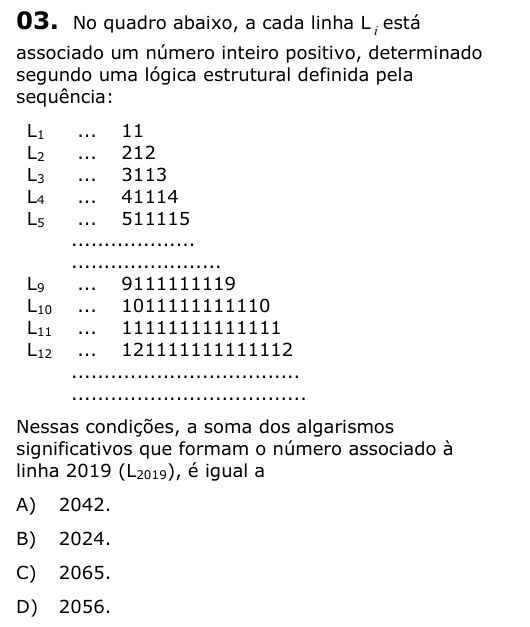 03. No quadro abaixo, a cada linha L i está
associado um número inteiro positivo, determinado
segundo uma lógica estrutural definida pela
sequência:
L1 ... 11
L2 ... 212
L3 ... 3113
L4 ... 41114
L5 ... 511115
...................
.......................
L9 ... 9111111119
L10 ... 1011111111110
L11 ... 11111111111111
L12 ... 121111111111112
...................................
....................................
Nessas condições, a soma dos algarismos
significativos que formam o número associado à
linha 2019 (L2019), é igual a
A) 2042.
B) 2024.
C) 2065.
D) 2056.